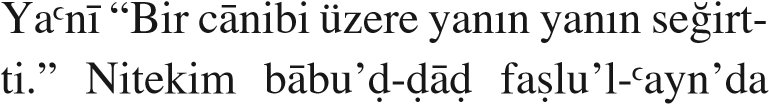 Yaʿnī “Bir cānibi üzere yanın yanın seğirt-
ti.” Nitekim bābu’ḍ-ḍāḍ faṣlu’l-ʿayn’da